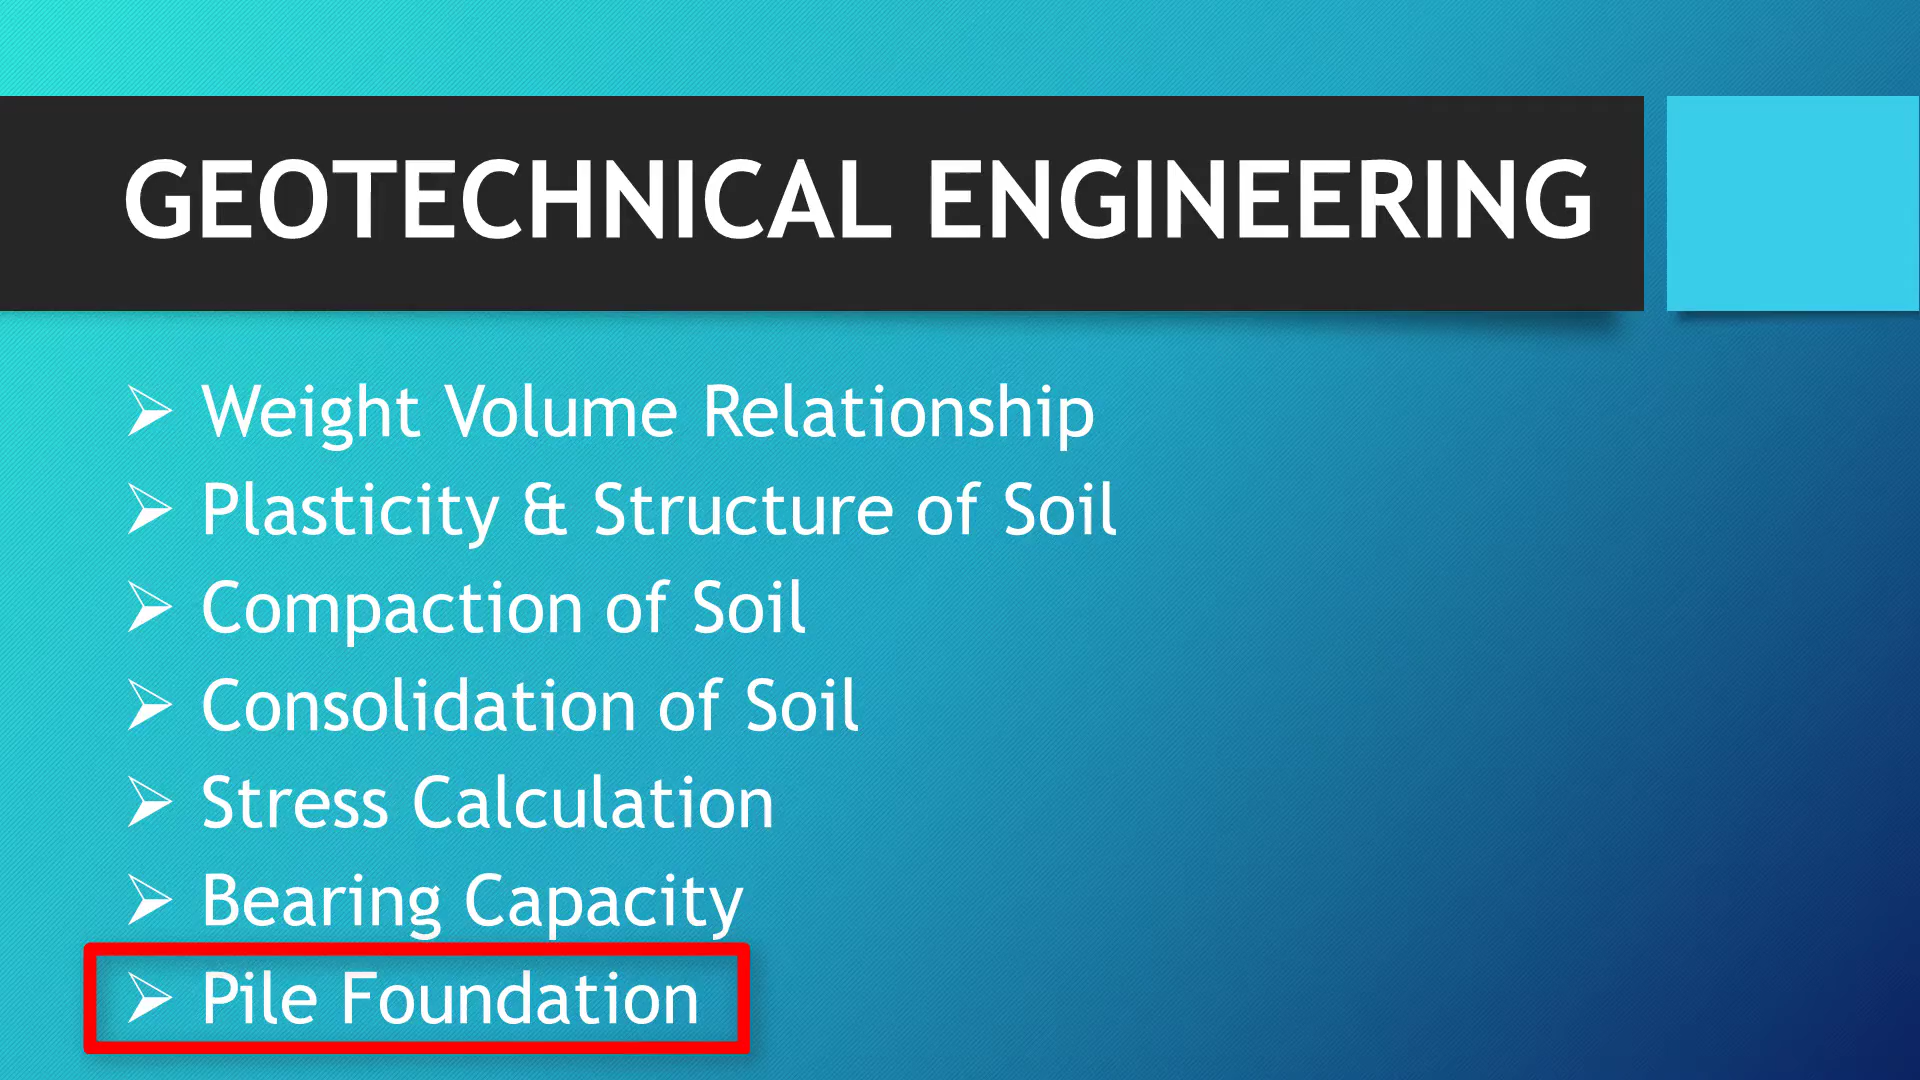 GEOTECHNICAL ENGINEERING
➢ Weight Volume Relationship
➢ Plasticity & Structure of Soil
➢ Compaction of Soil
➢ Consolidation of Soil
➢ Stress Calculation
➢ Bearing Capacity
➢ Pile Foundation